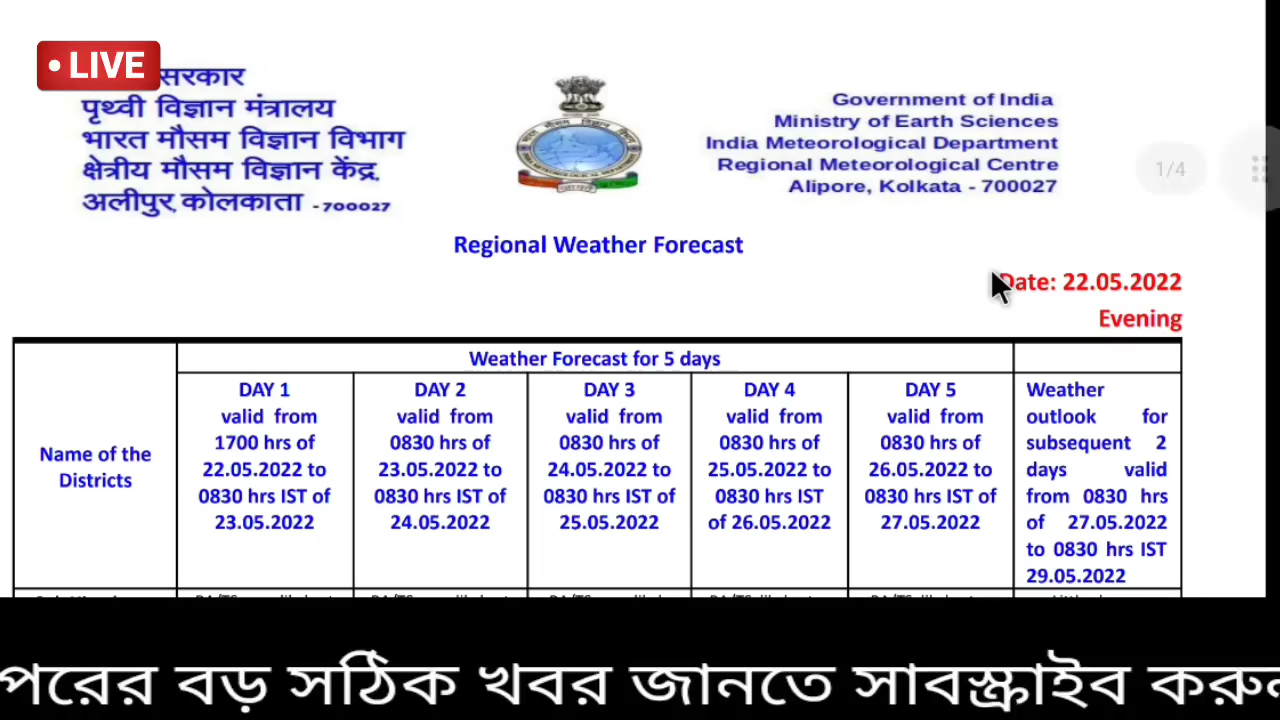 • LIVE
सरकार
पृथ्वी विज्ञान मंत्रालय
भारत मौसम विज्ञान विभाग
क्षेत्रीय मौसम विज्ञान केंद्र,
अलीपुर, कोलकाता - 700027
Government of India
Ministry of Earth Sciences
India Meteorological Department
Regional Meteorological Centre
Alipore, Kolkata - 700027
1/4
Regional Weather Forecast
Date: 22.05.2022
Evening
Weather Forecast for 5 days
Name of the
Districts
DAY 1
valid from
1700 hrs of
22.05.2022 to
0830 hrs IST of
23.05.2022
DAY 2
valid from
0830 hrs of
23.05.2022 to
0830 hrs IST of
24.05.2022
DAY 3
valid from
0830 hrs of
24.05.2022 to
0830 hrs IST of
25.05.2022
DAY 4
valid from
0830 hrs of
25.05.2022 to
0830 hrs IST
of 26.05.2022
DAY 5
valid from
0830 hrs of
26.05.2022 to
0830 hrs IST of
27.05.2022
Weather
outlook for
subsequent 2
days valid
from 0830 hrs
of 27.05.2022
to 0830 hrs IST
29.05.2022
পরের বড় সঠিক খবর জানতে সাবস্ক্রাইব করুন